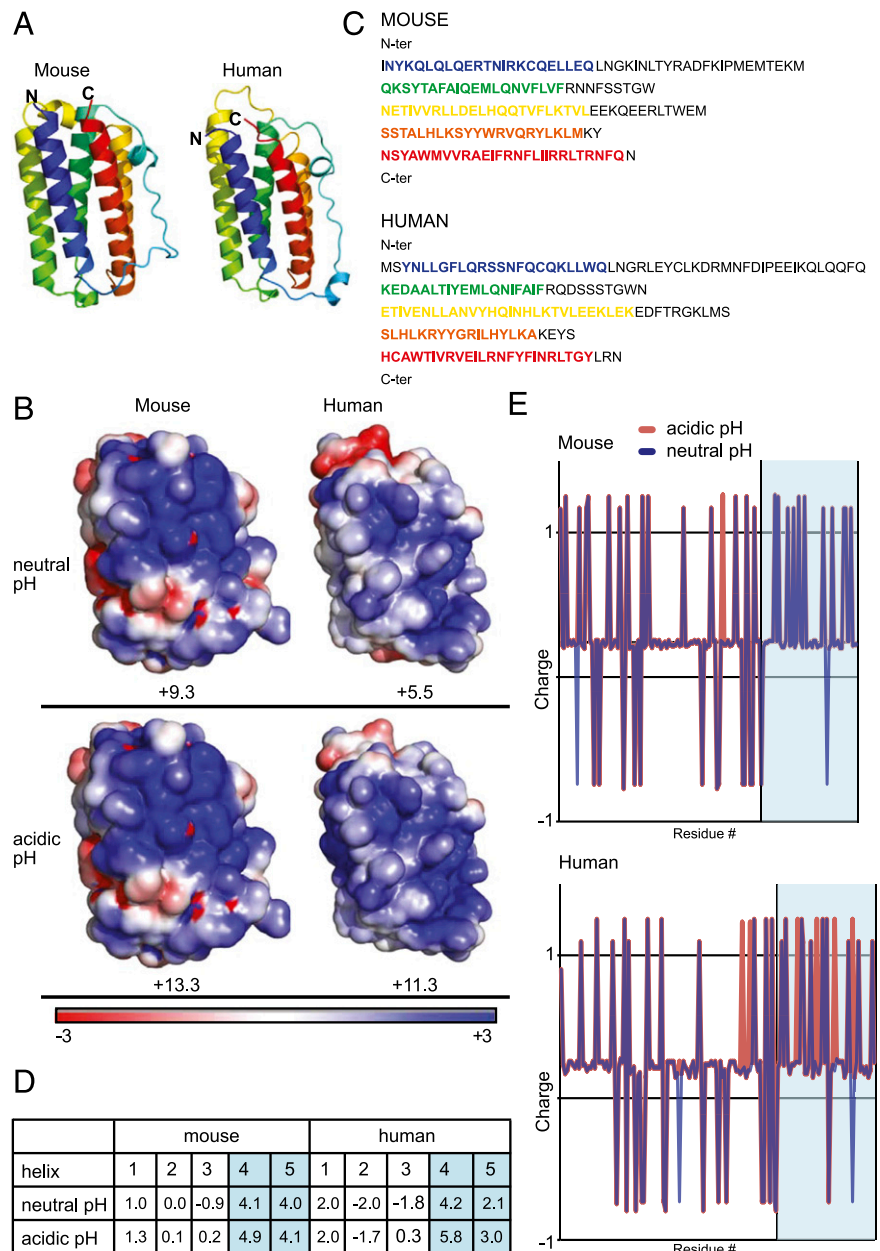 A
Mouse
Human
N
C
N
C
C
MOUSE
N-ter
INYKQLQLQERTNIRKCQELLEQLNGKINLTYRADFKIPMEMTEKM
QKSYTAFAIQEMLQNVFLVFRNNFSSTGW
NETIVVRLLDELHQQTVFLKTVLEEKQEERLTWEM
SSTALHLKSYYWRVQRYLKLMKY
NSYAWMVVRAEIFRNFLIIRRLTRNFQN
C-ter
HUMAN
N-ter
MSYNLLGFLQRSSNFQCQKLLWQLNGRLEYCLKDRMNFDIPEEIKQLQQFQ
KEDAALTIYEMLQNIFAIFRQDSSSTGWN
ETIVENLLANVYHQINHLKTVLEEKLEKEDFTRGKLMS
SLHLKRYYGRILHYLKAKEYS
HCAWTIVRVEILRNFYFINRLTGYLRN
C-ter
B
Mouse
Human
neutral
pH
+9.3
+5.5
acidic
pH
+13.3
+11.3
-3
+3
D
mouse human
helix 1 2 3 4 5 1 2 3 4 5
neutral pH 1.0 0.0 -0.9 4.1 4.0 2.0 -2.0 -1.8 4.2 2.1
acidic pH 1.3 0.1 0.2 4.9 4.1 2.0 -1.7 0.3 5.8 3.0
E
acidic pH
neutral pH
Mouse
1
Charge
-1
Residue #
Human
1
Charge
-1
Residue #